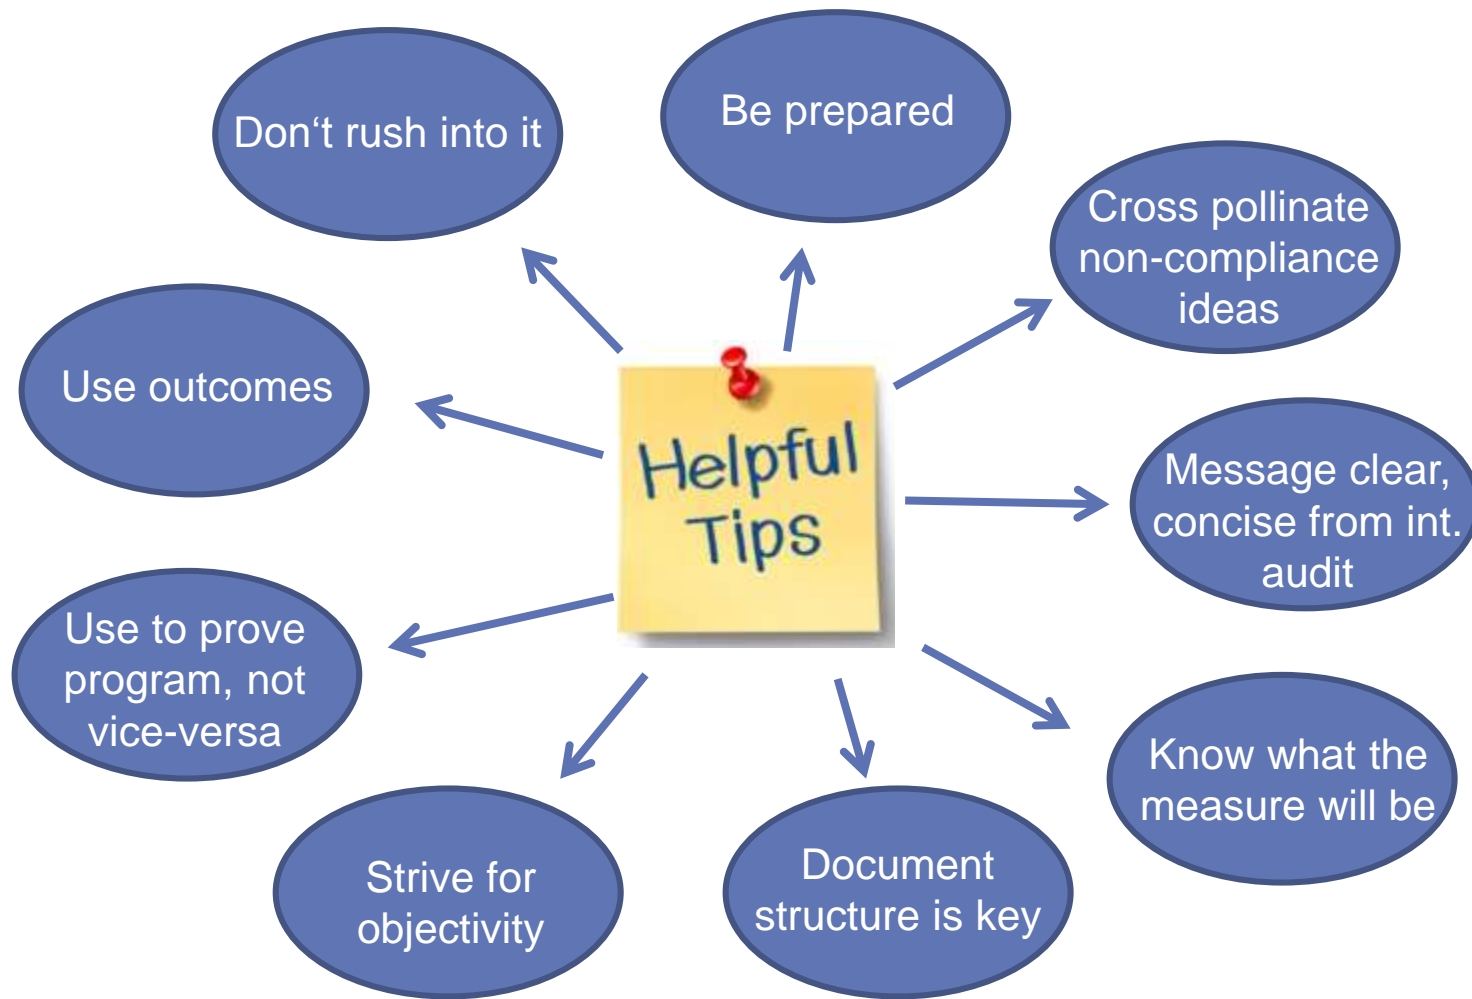 Don‘t rush into it
Be prepared
Cross pollinate
non-compliance
ideas
Use outcomes
Helpful
Tips
Message clear,
concise from int.
audit
Use to prove
program, not
vice-versa
Know what the
measure will be
Strive for
objectivity
Document
structure is key